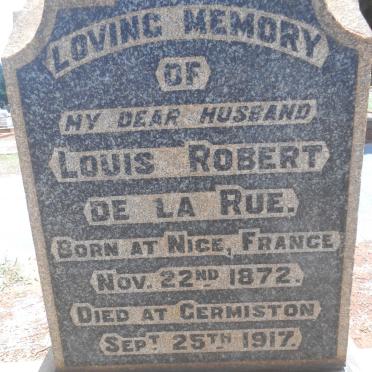 LOVING MEMORY
OF
MY DEAR HUSBAND
LOUIS ROBERT
DE LA RUE.
BORN AT NICE, FRANCE
NOV. 22ND 1872.
DIED AT GERMISTON
SEPT 25TH 1917.